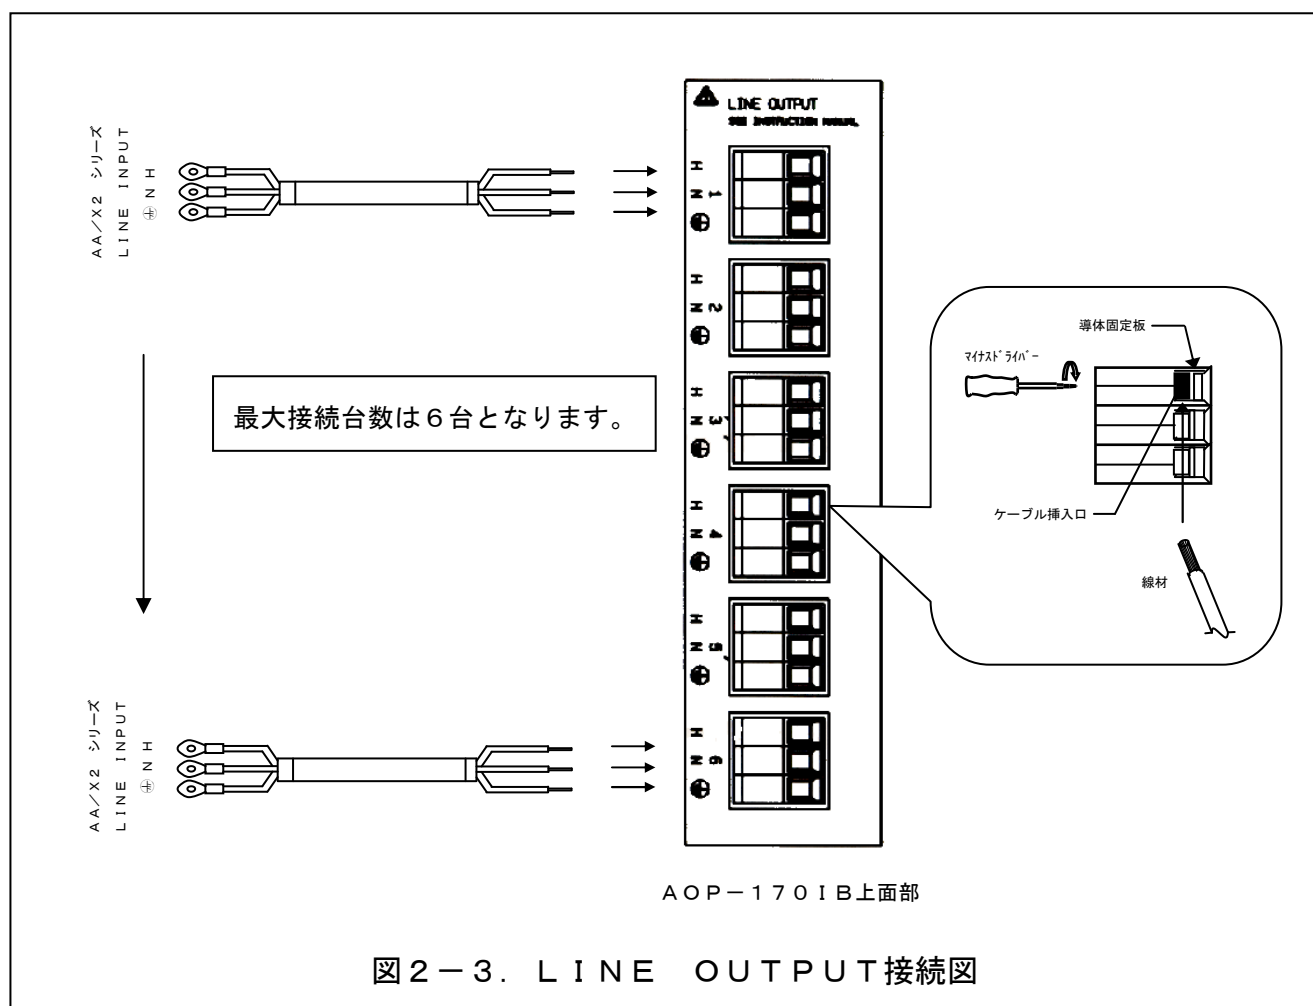 LINE OUTPUT
SEE INSTRUCTION MANUAL
AA/X2 シリーズ
LINE INPUT
⏚ N H
H
N 1
⏚
H
N 2
⏚
H
N 3
⏚
H
N 4
⏚
H
N 5
⏚
H
N 6
⏚
導体固定板
マイナスドライバー
ケーブル挿入口
線材
最大接続台数は6台となります。
AA/X2 シリーズ
LINE INPUT
⏚ N H
AOP-170IB上面部
図2-3. LINE OUTPUT接続図